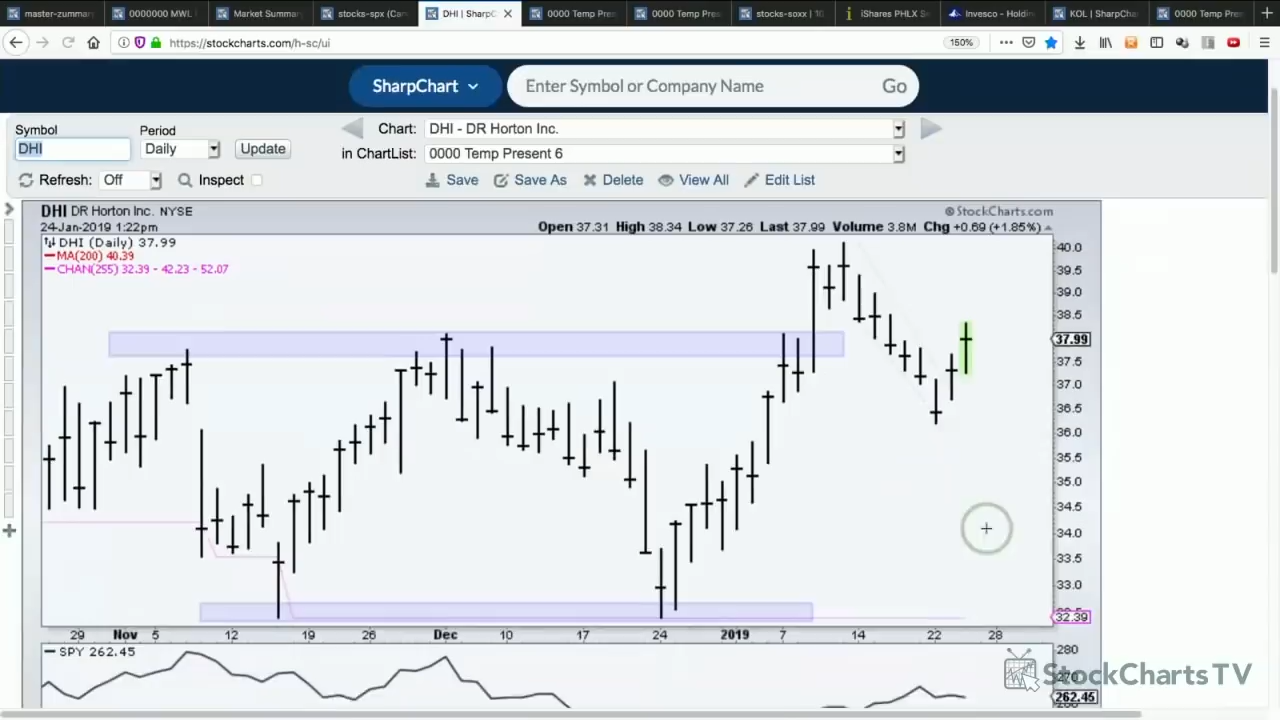 master-zummar
0000000 MWL
Market Summar
stocks-spx (Can
DHI | SharpC
0000 Temp Pres
0000 Temp Pres
stocks-soxx | 10
iShares PHLX S
Invesco - Holdin
KOL | SharpCha
0000 Temp Pres
https://stockcharts.com/h-sc/ui
150%
SharpChart
Enter Symbol or Company Name
Go
Symbol
Period
Chart:
DHI - DR Horton Inc.
DHI
Daily
Update
in ChartList:
0000 Temp Present 6
Refresh:
Off
Inspect
Save
Save As
Delete
View All
Edit List
DHI DR Horton Inc. NYSE
© StockCharts.com
24-Jan-2019 1:22pm
Open 37.31 High 38.34 Low 37.26 Last 37.99 Volume 3.8M Chg +0.69 (+1.85%)
DHI (Daily) 37.99
MA(200) 40.39
CHAN(255) 32.39 - 42.23 - 52.07
40.0
39.5
39.0
38.5
37.99
37.5
37.0
36.5
36.0
35.5
35.0
34.5
34.0
33.5
33.0
32.39
29 Nov 5 12 19 26 Dec 10 17 24 2019 7 14 22 28
SPY 262.45
280
270
262.45
StockChartsTV